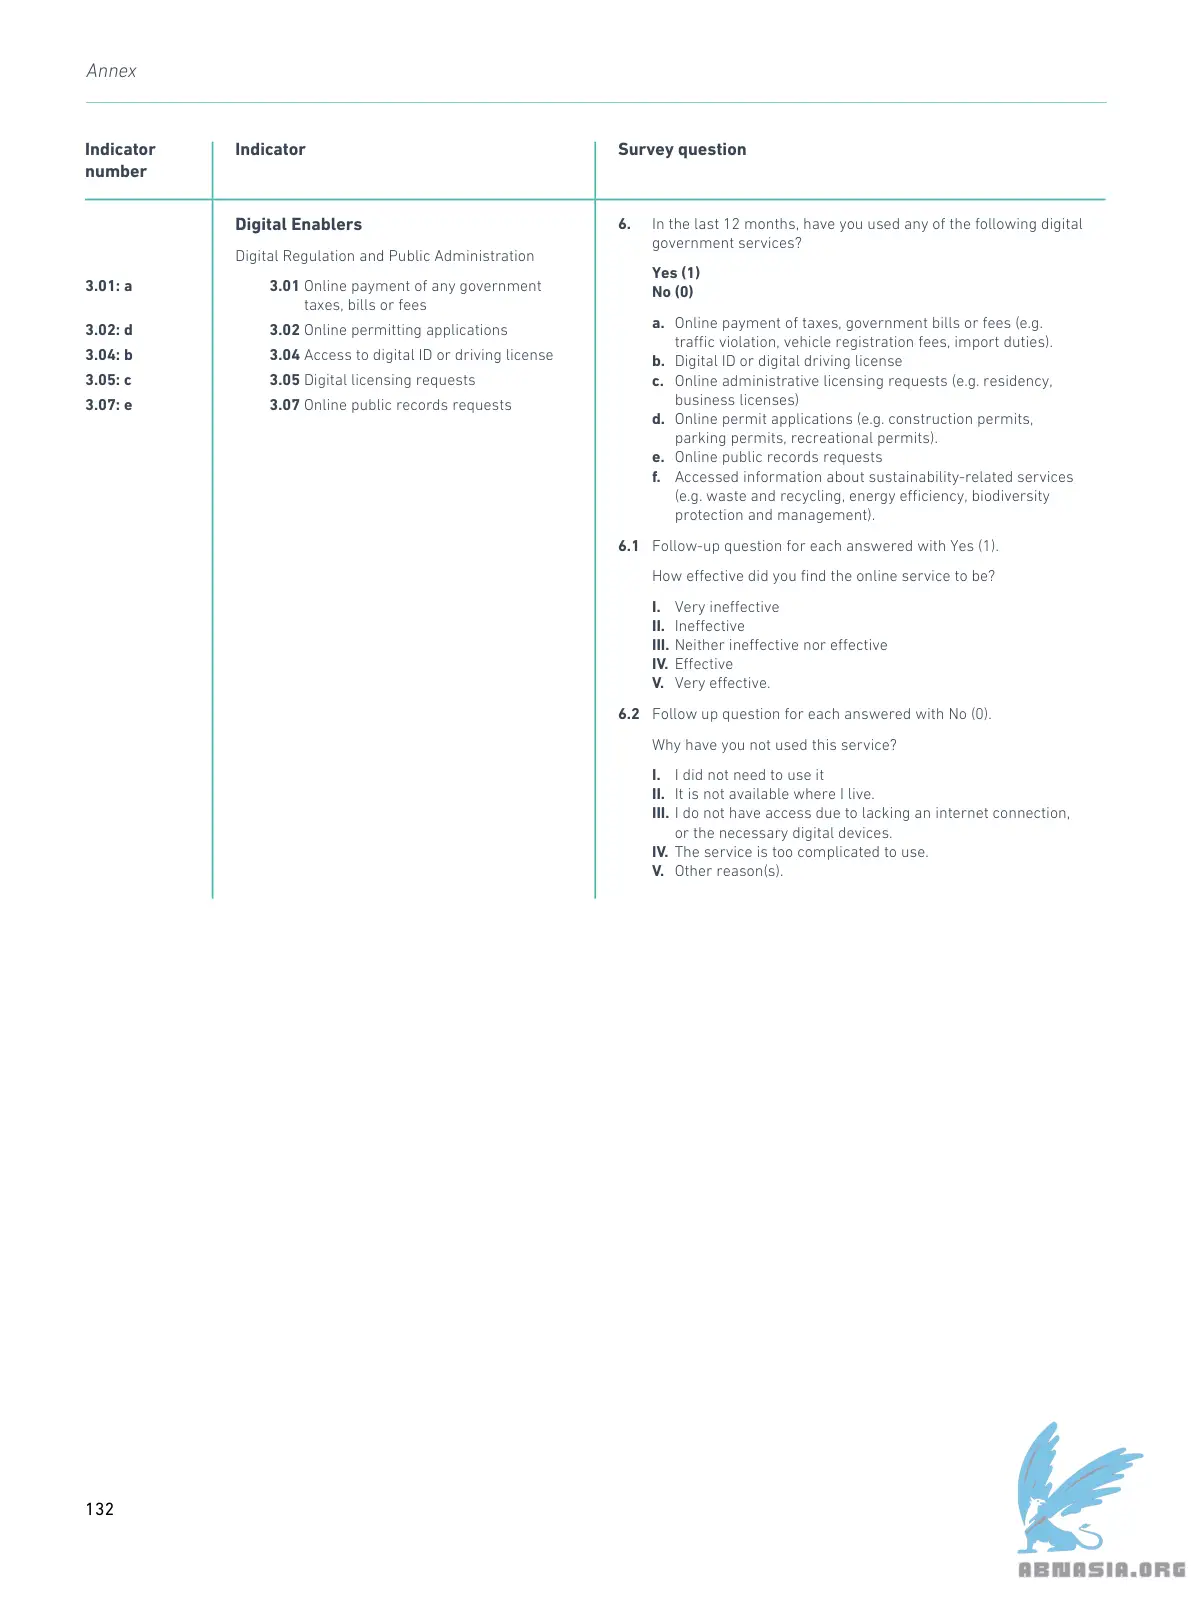 Annex
Indicator
number
Indicator
Survey question
Digital Enablers
Digital Regulation and Public Administration
3.01: a
3.01 Online payment of any government
taxes, bills or fees
3.02: d
3.02 Online permitting applications
3.04: b
3.04 Access to digital ID or driving license
3.05: c
3.05 Digital licensing requests
3.07: e
3.07 Online public records requests
6. In the last 12 months, have you used any of the following digital
government services?
Yes (1)
No (0)
a. Online payment of taxes, government bills or fees (e.g.
traffic violation, vehicle registration fees, import duties).
b. Digital ID or digital driving license
c. Online administrative licensing requests (e.g. residency,
business licenses)
d. Online permit applications (e.g. construction permits,
parking permits, recreational permits).
e. Online public records requests
f. Accessed information about sustainability-related services
(e.g. waste and recycling, energy efficiency, biodiversity
protection and management).
6.1 Follow-up question for each answered with Yes (1).
How effective did you find the online service to be?
I. Very ineffective
II. Ineffective
III. Neither ineffective nor effective
IV. Effective
V. Very effective.
6.2 Follow up question for each answered with No (0).
Why have you not used this service?
I. I did not need to use it
II. It is not available where I live.
III. I do not have access due to lacking an internet connection,
or the necessary digital devices.
IV. The service is too complicated to use.
V. Other reason(s).
132
ABNASIA.ORG